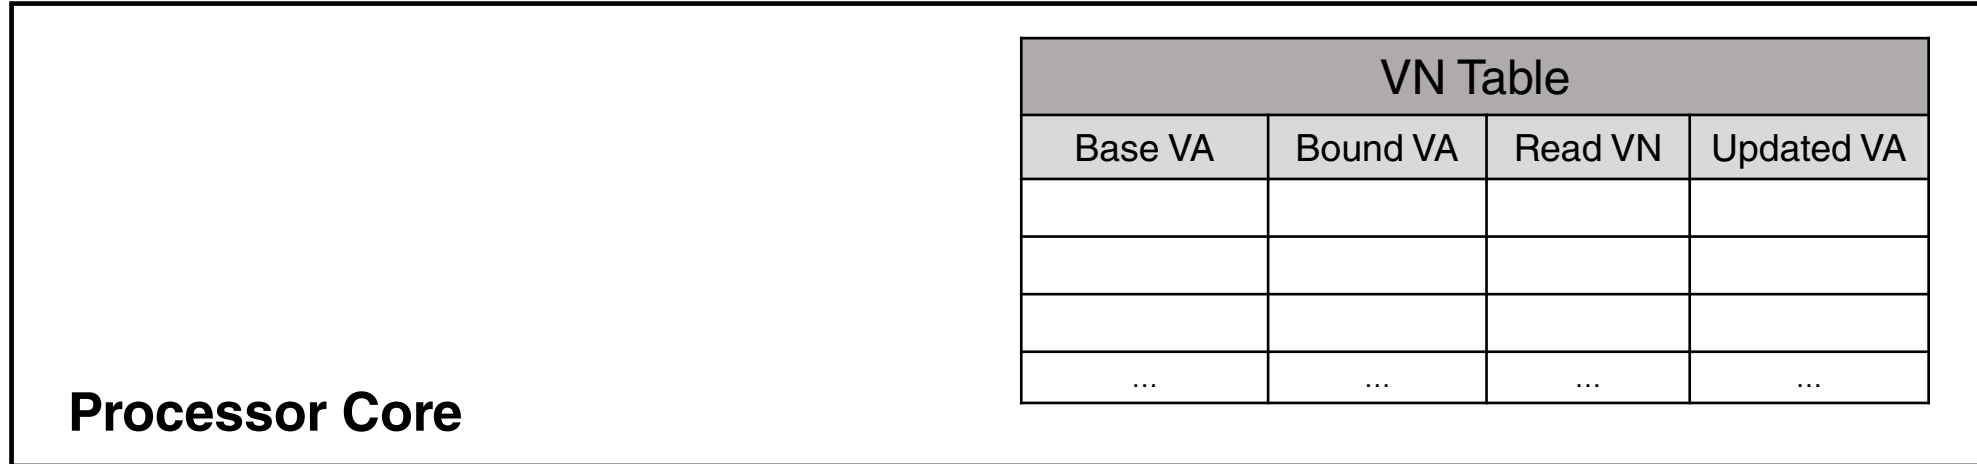 VN Table
Base VA Bound VA Read VN Updated VA
... ... ... ...
Processor Core